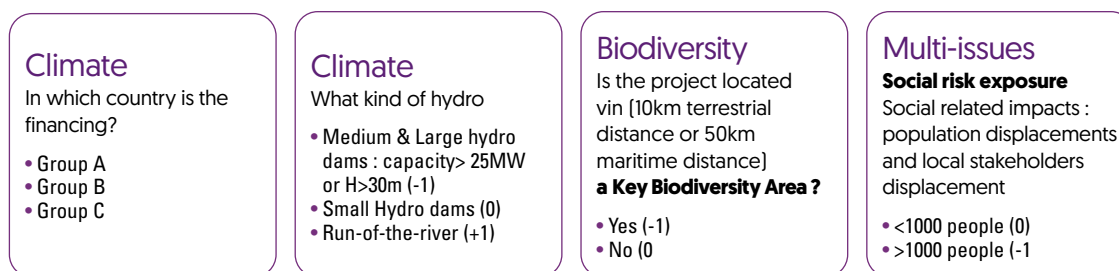 Climate
In which country is the
financing?
• Group A
• Group B
• Group C
Climate
What kind of hydro
• Medium & Large hydro
dams : capacity> 25MW
or H>30m (-1)
• Small Hydro dams (0)
• Run-of-the-river (+1)
Biodiversity
Is the project located
vin (10km terrestrial
distance or 50km
maritime distance)
a Key Biodiversity Area ?
• Yes (-1)
• No (0
Multi-issues
Social risk exposure
Social related impacts :
population displacements
and local stakeholders
displacement
• <1000 people (0)
• >1000 people (-1